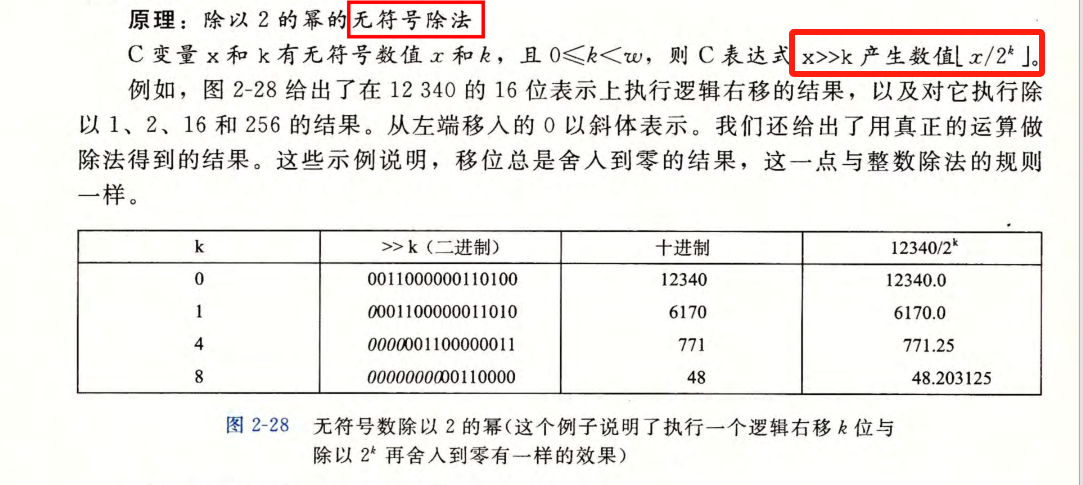 原理：除以 2 的幂的无符号除法
C 变量 x 和 k 有无符号数值 x 和 k，且 0≤k<w，则 C 表达式 x>>k 产生数值⌊x/2ᵏ⌋。
例如，图 2-28 给出了在 12 340 的 16 位表示上执行逻辑右移的结果，以及对它执行除
以 1、2、16 和 256 的结果。从左端移入的 0 以斜体表示。我们还给出了用真正的运算做
除法得到的结果。这些示例说明，移位总是舍入到零的结果，这一点与整数除法的规则
一样。
k >> k（二进制） 十进制 12340/2ᵏ
0 0011000000110100 12340 12340.0
1 0001100000011010 6170 6170.0
4 0000001100000011 771 771.25
8 0000000000110000 48 48.203125
图 2-28 无符号数除以 2 的幂（这个例子说明了执行一个逻辑右移 k 位与
除以 2ᵏ 再舍入到零有一样的效果）